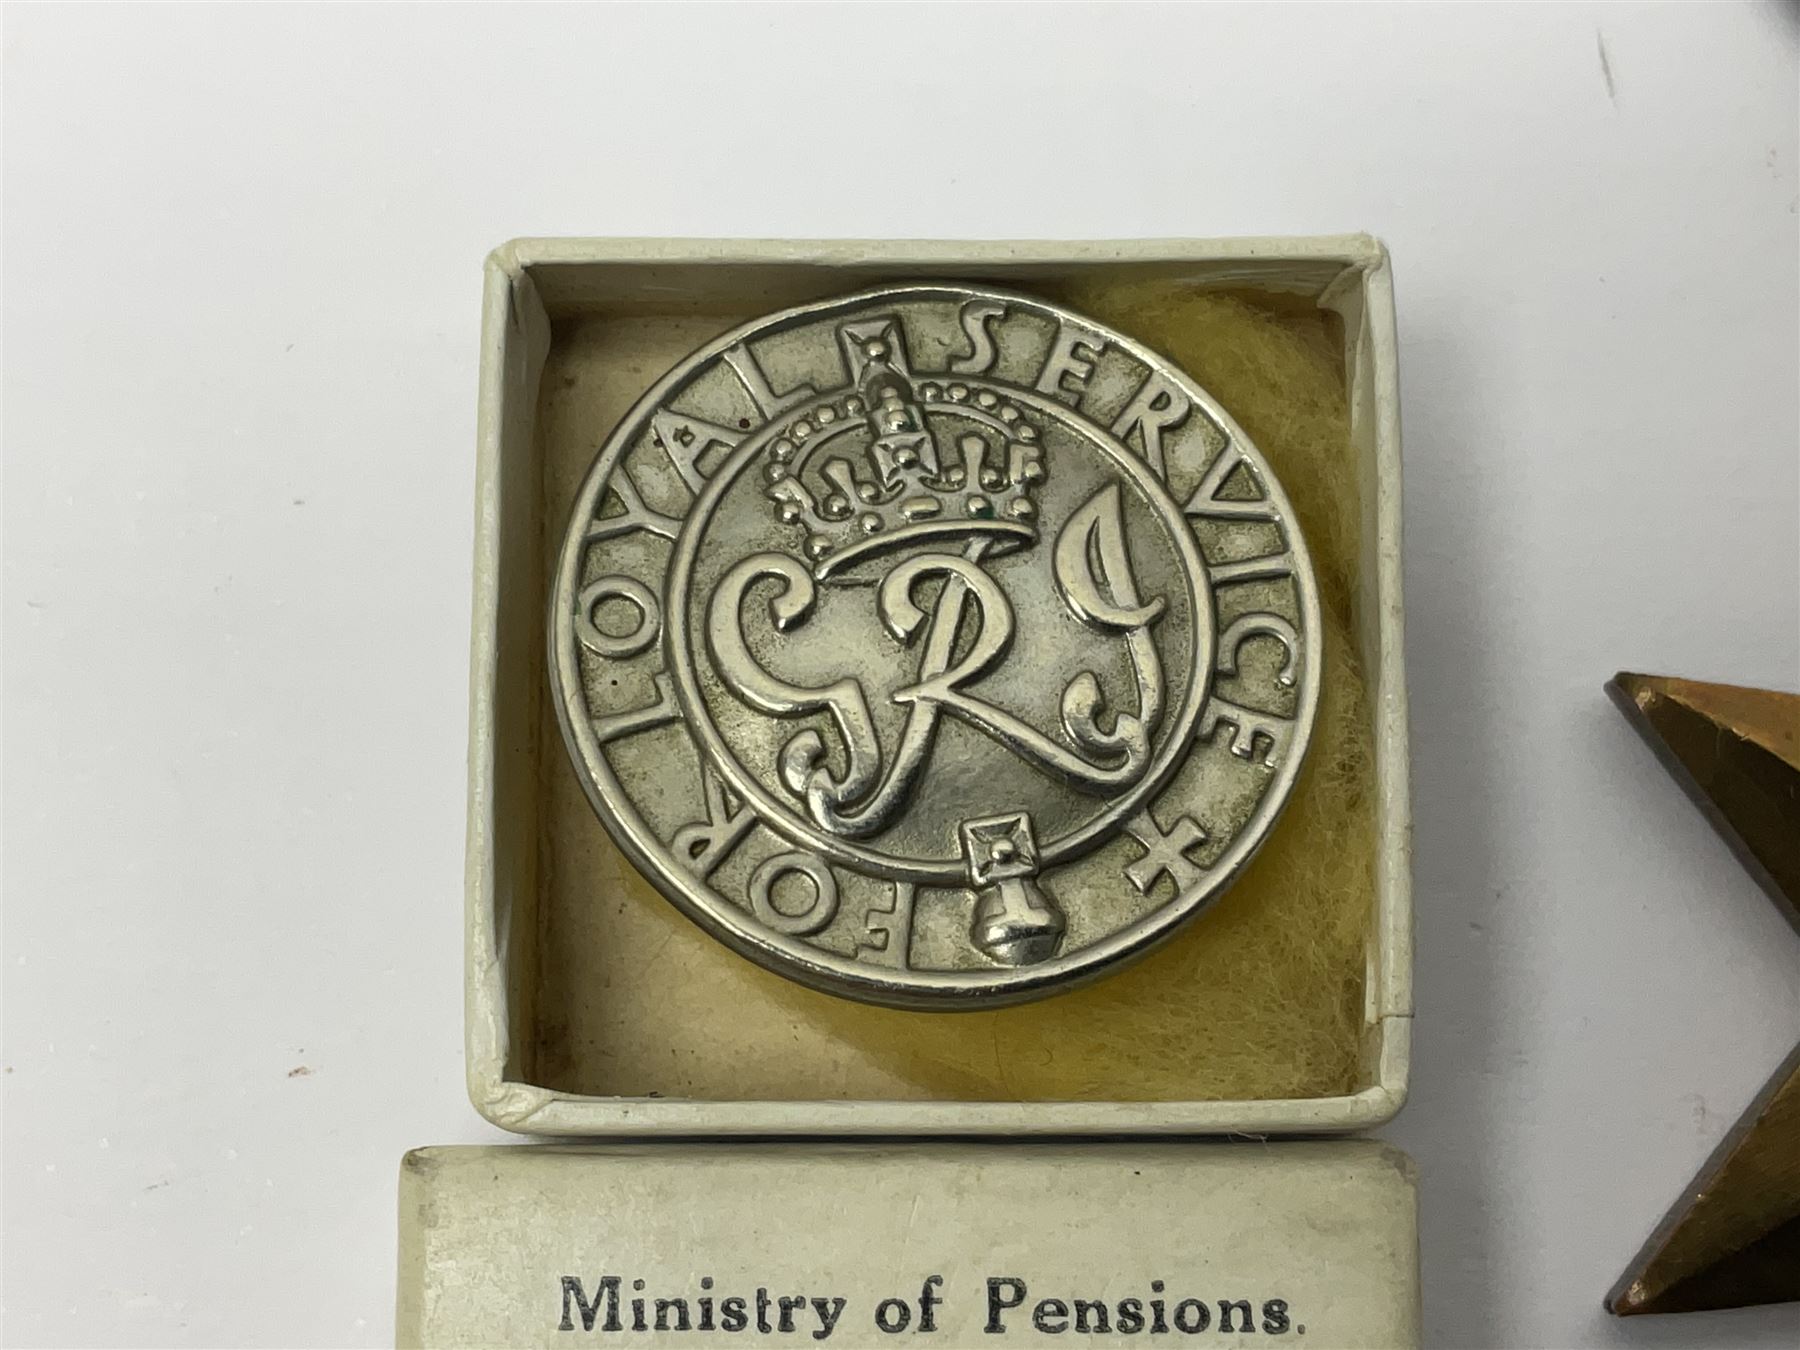 FOR LOYAL SERVICE
GRI
Ministry of Pensions.